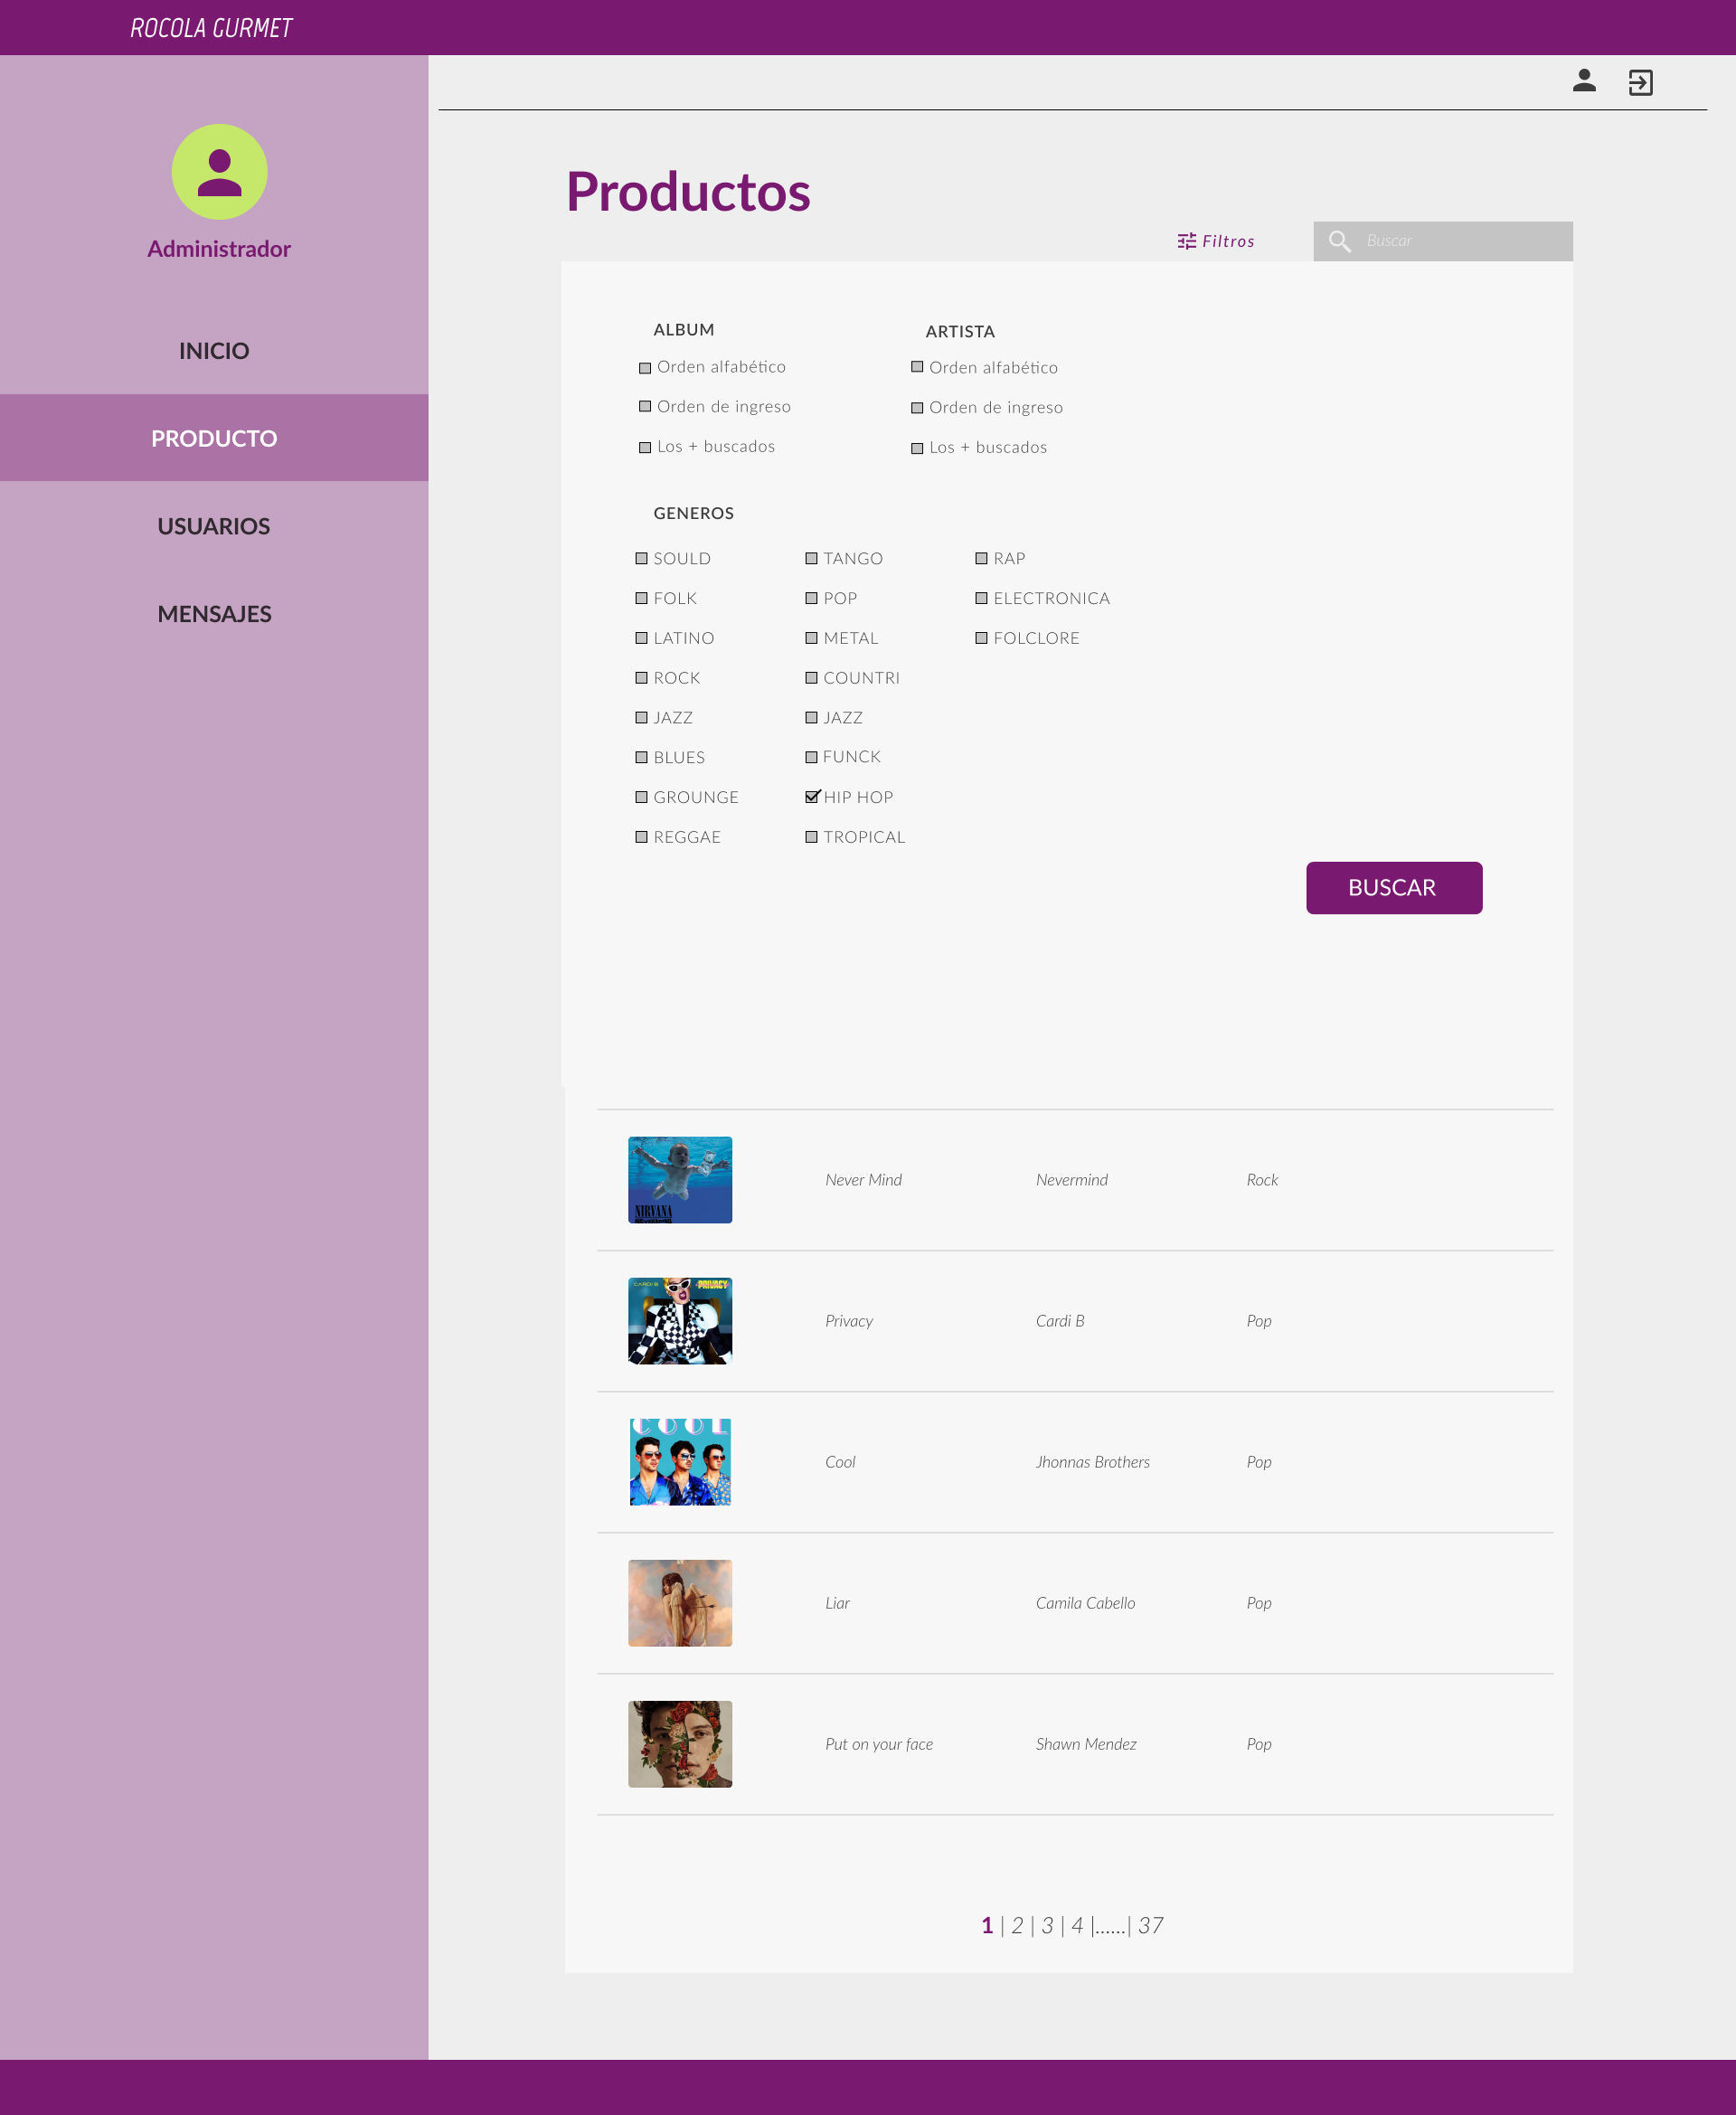 ROCOLA GURMET
Administrador
INICIO
PRODUCTO
USUARIOS
MENSAJES
Productos
Filtros
Buscar
ALBUM
Orden alfabético
Orden de ingreso
Los + buscados
ARTISTA
Orden alfabético
Orden de ingreso
Los + buscados
GENEROS
SOULD
FOLK
LATINO
ROCK
JAZZ
BLUES
GROUNGE
REGGAE
TANGO
POP
METAL
COUNTRI
JAZZ
FUNCK
HIP HOP
TROPICAL
RAP
ELECTRONICA
FOLCLORE
BUSCAR
NIRVANA
Never Mind Nevermind Rock
CARDI B PRIVACY
Privacy Cardi B Pop
COOL
Cool Jhonnas Brothers Pop
Liar Camila Cabello Pop
Put on your face Shawn Mendez Pop
1 | 2 | 3 | 4 |......| 37